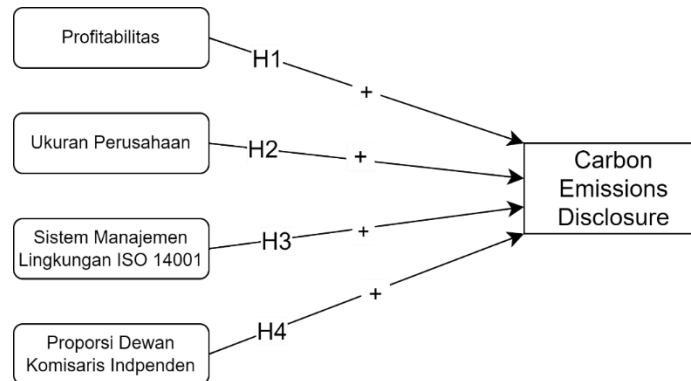 Profitabilitas
H1
+
Ukuran Perusahaan
H2
+
Carbon
Emissions
Disclosure
Sistem Manajemen
Lingkungan ISO 14001
H3
+
Proporsi Dewan
Komisaris Indpenden
H4
+